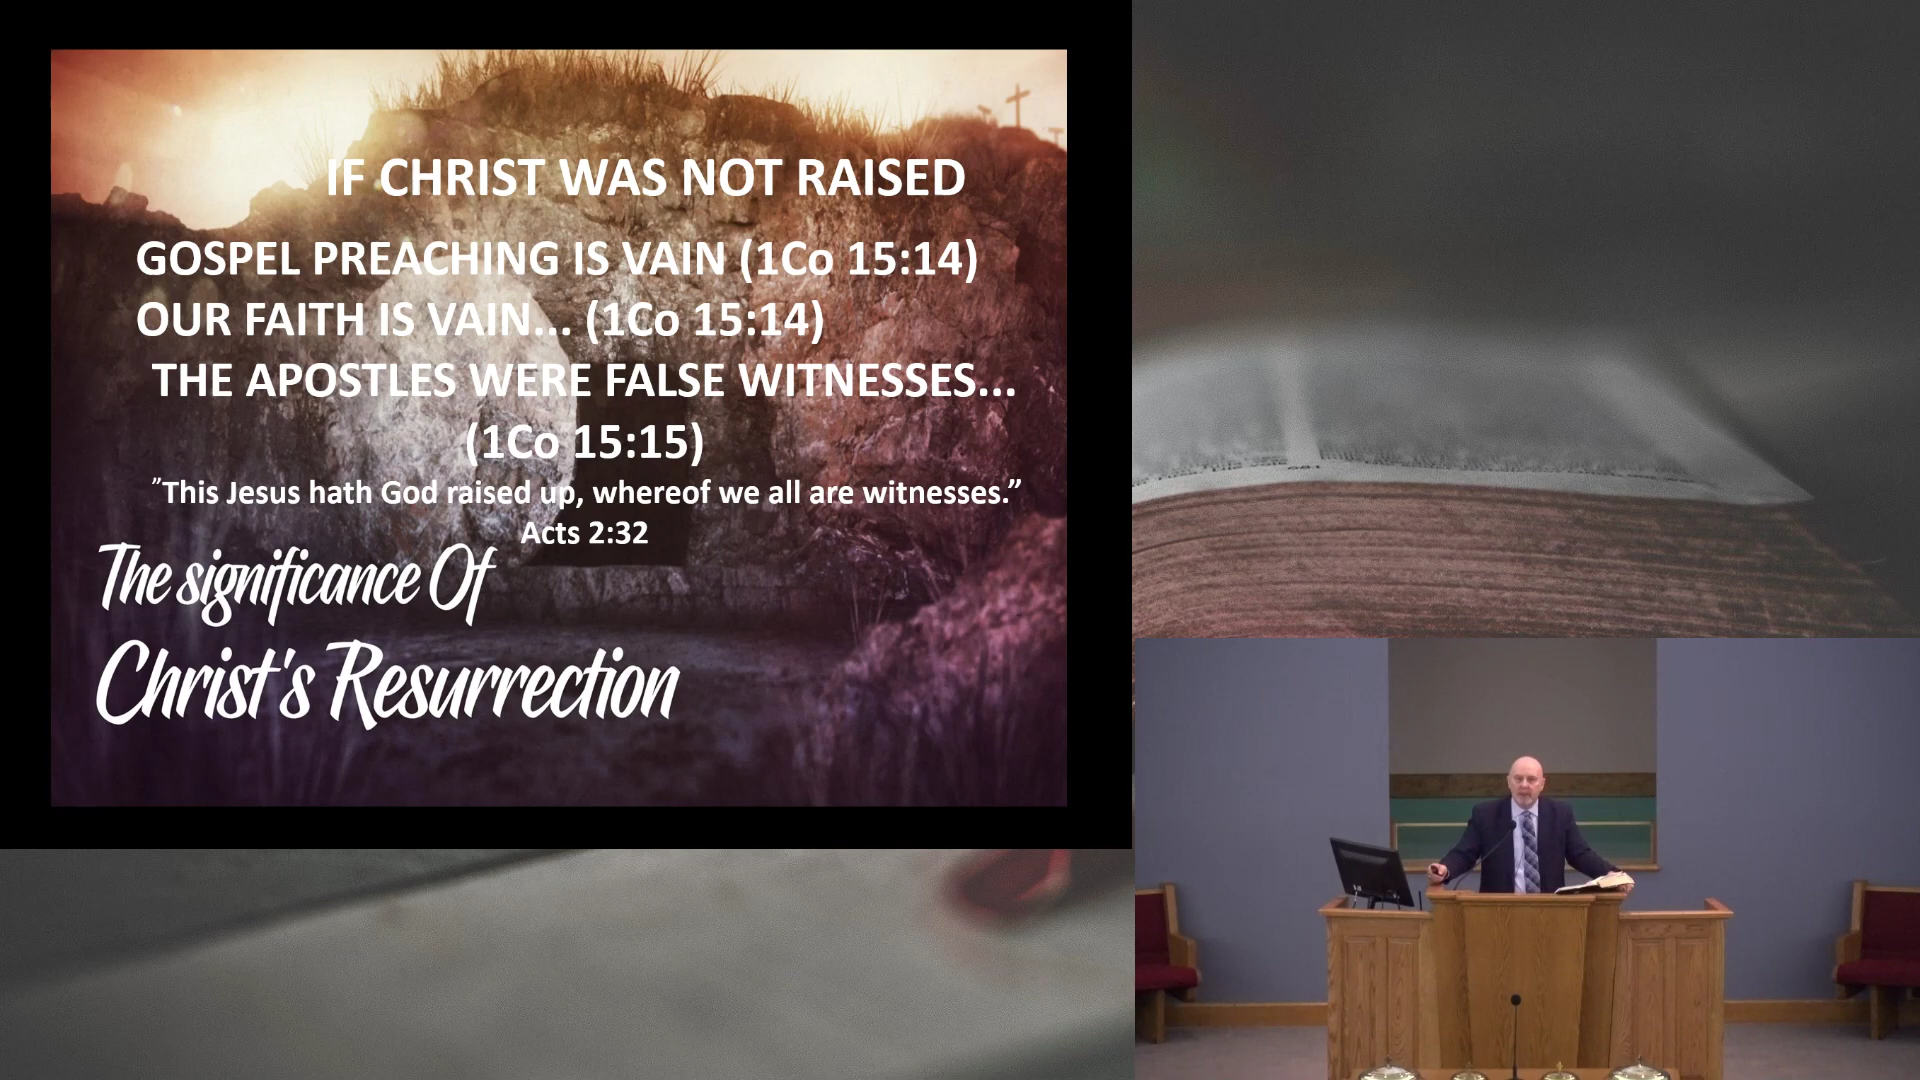 IF CHRIST WAS NOT RAISED
GOSPEL PREACHING IS VAIN (1Co 15:14)
OUR FAITH IS VAIN... (1Co 15:14)
THE APOSTLES WERE FALSE WITNESSES...
(1Co 15:15)
”This Jesus hath God raised up, whereof we all are witnesses.”
Acts 2:32
The significance Of
Christ's Resurrection